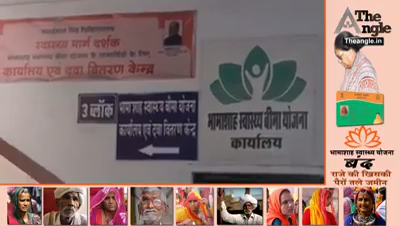 स्वास्थ्य मार्ग दर्शक
कार्यालय एवं दवा वितरण केन्द्र
3 ब्लॉक
भामाशाह स्वास्थ्य बीमा योजना
कार्यालय एवं दवा वितरण केन्द्र
भामाशाह स्वास्थ्य बीमा योजना
कार्यालय
The
Angle
Theangle.in
भामाशाह स्वास्थ्य बीमा योजना
बंद
राजे की खिसकी
पैरों तले जमीन